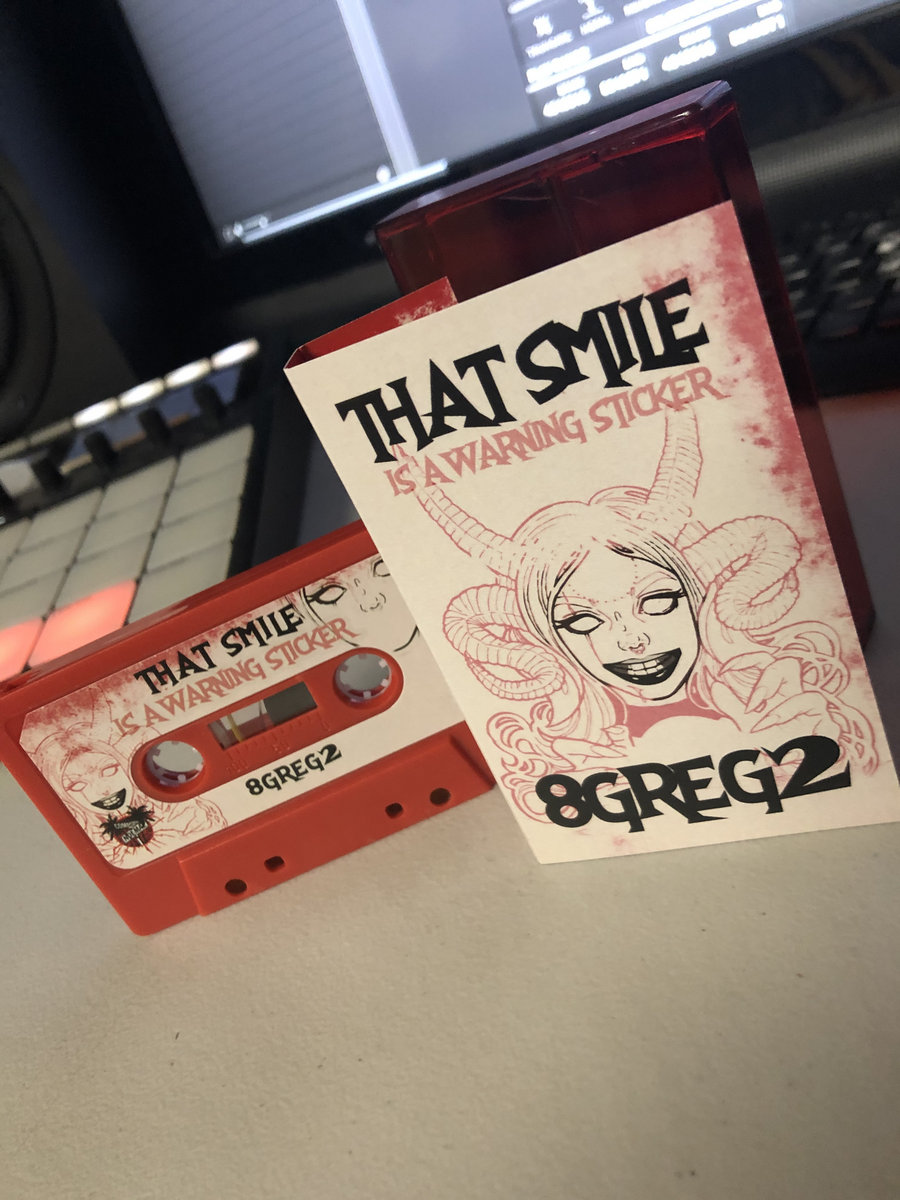 THAT SMILE
IS A WARNING STICKER
8GREG2
THAT SMILE
IS A WARNING STICKER
8GREG2